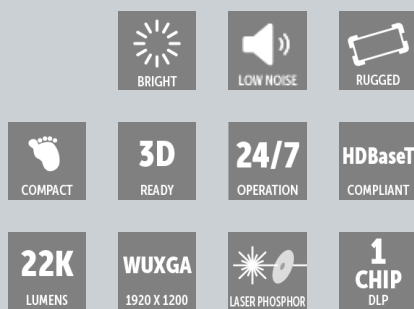 BRIGHT
LOW NOISE
RUGGED
COMPACT
3D
READY
24/7
OPERATION
HDBaseT
COMPLIANT
22K
LUMENS
WUXGA
1920 X 1200
LASER PHOSPHOR
1
CHIP
DLP